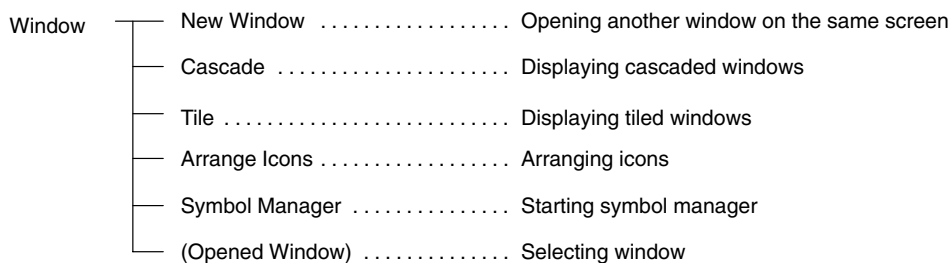 Window New Window . . . . . . . . . . . . . . . . . Opening another window on the same screen
Cascade . . . . . . . . . . . . . . . . . . . . . Displaying cascaded windows
Tile . . . . . . . . . . . . . . . . . . . . . . . . . . Displaying tiled windows
Arrange Icons . . . . . . . . . . . . . . . . . Arranging icons
Symbol Manager . . . . . . . . . . . . . . Starting symbol manager
(Opened Window) . . . . . . . . . . . . . Selecting window